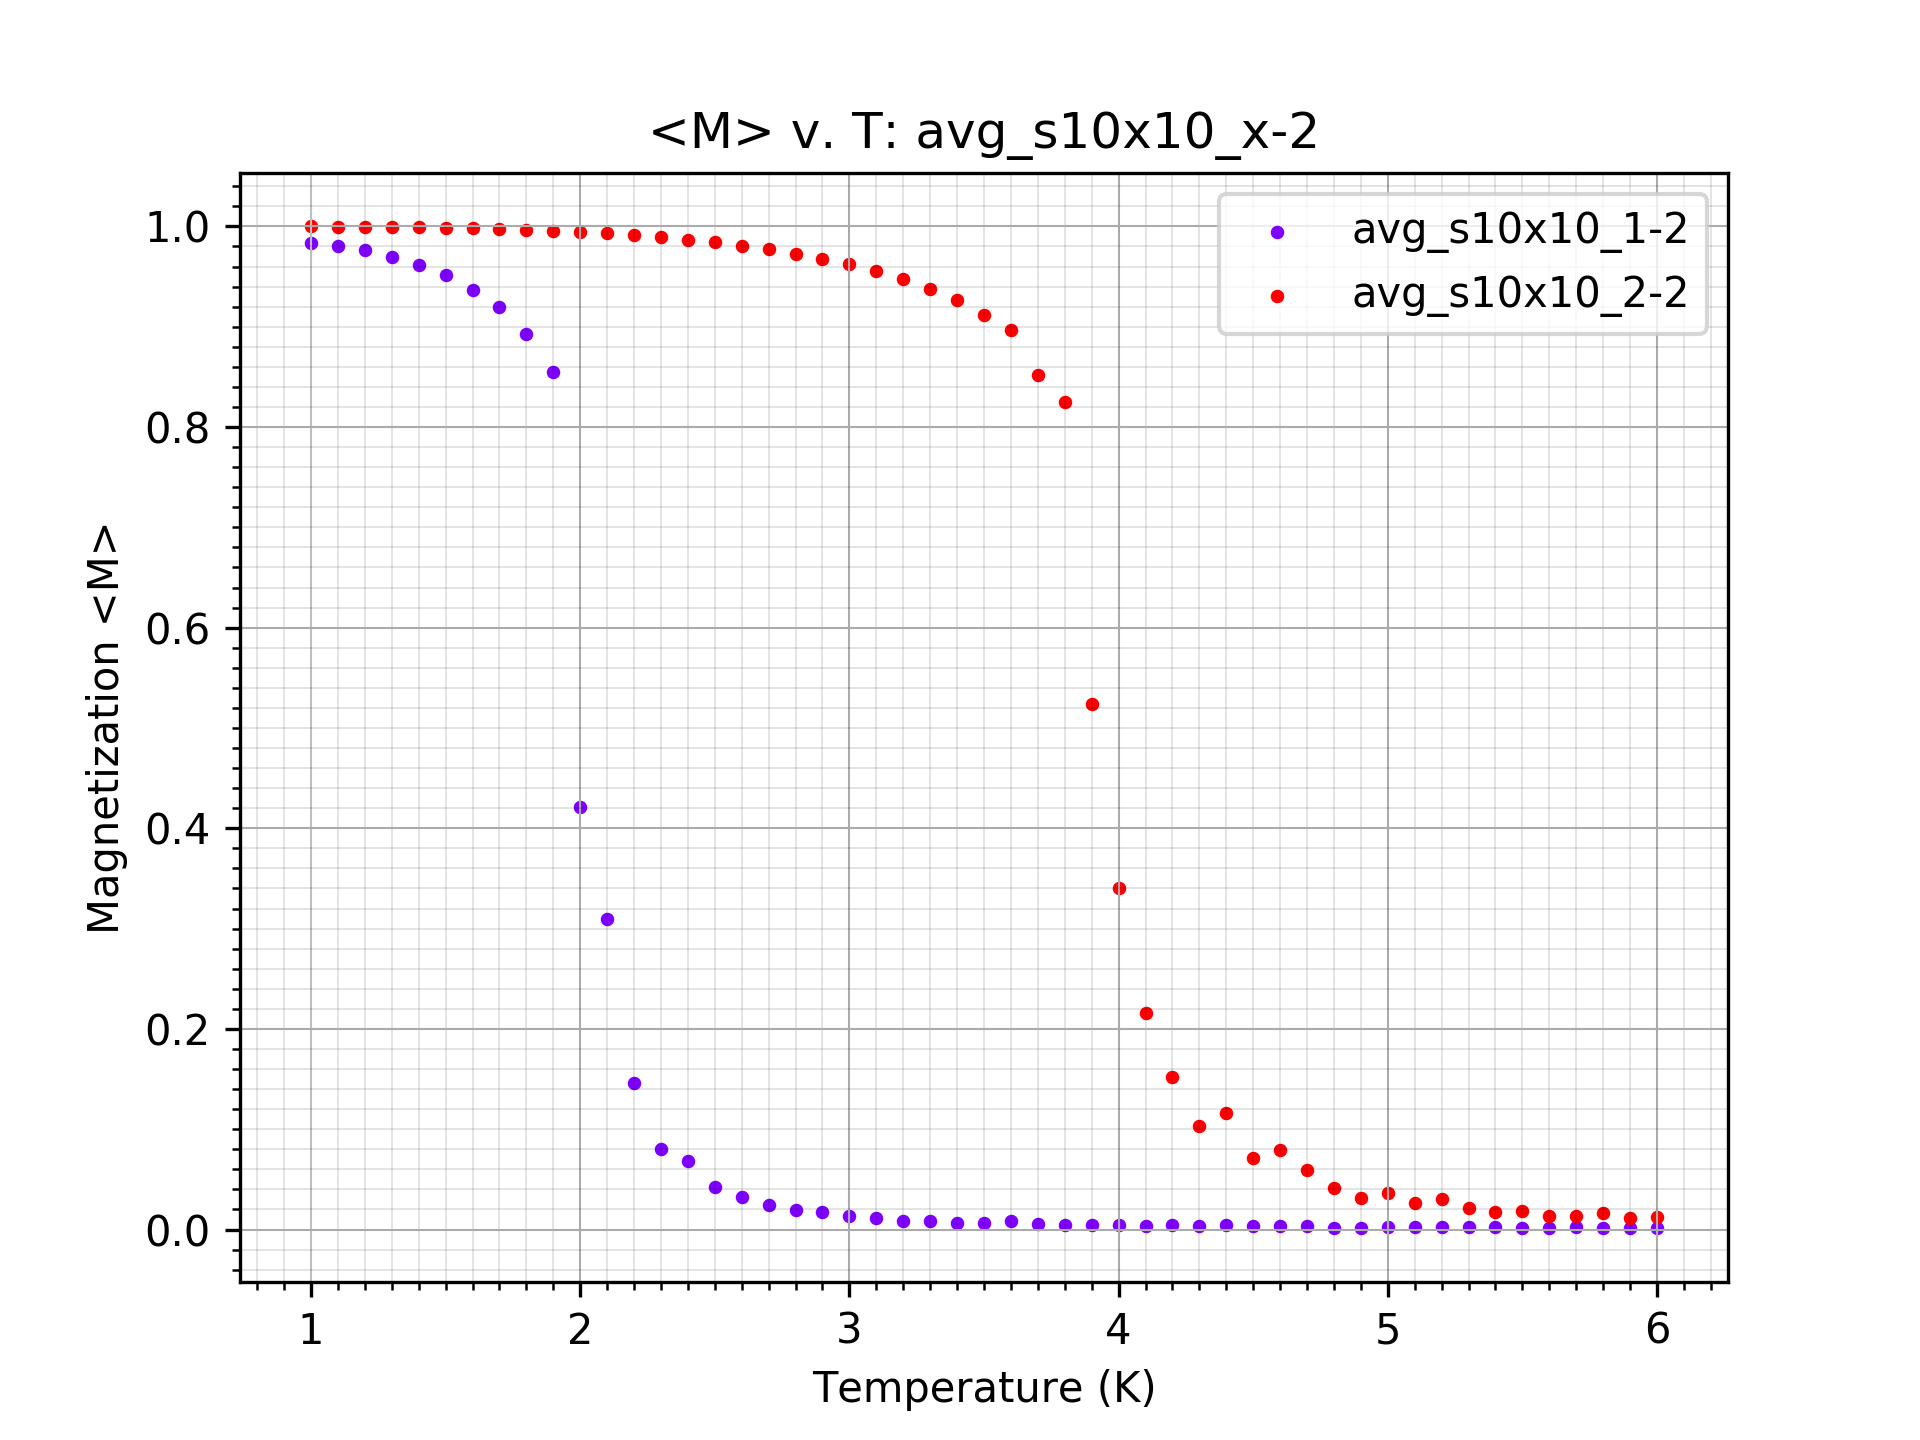 <M> v. T: avg_s10x10_x-2
avg_s10x10_1-2
avg_s10x10_2-2
1.0
0.8
0.6
0.4
0.2
0.0
Magnetization <M>
1 2 3 4 5 6
Temperature (K)